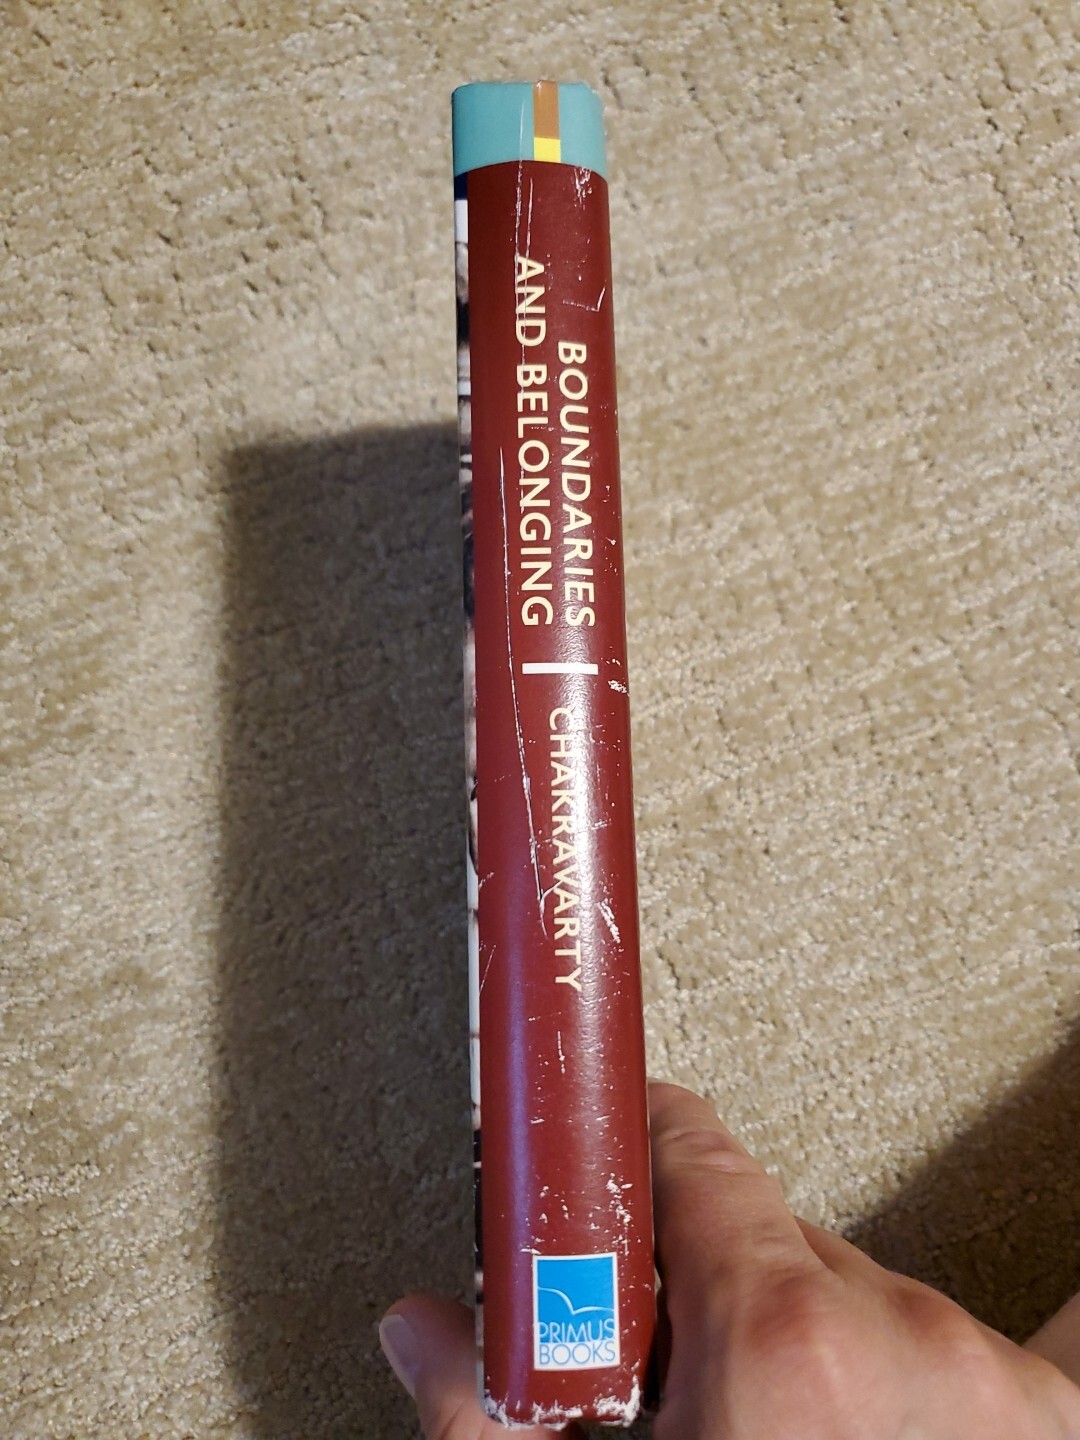 BOUNDARIES
AND BELONGING
CHAKRAVARTY
PRIMUS
BOOKS